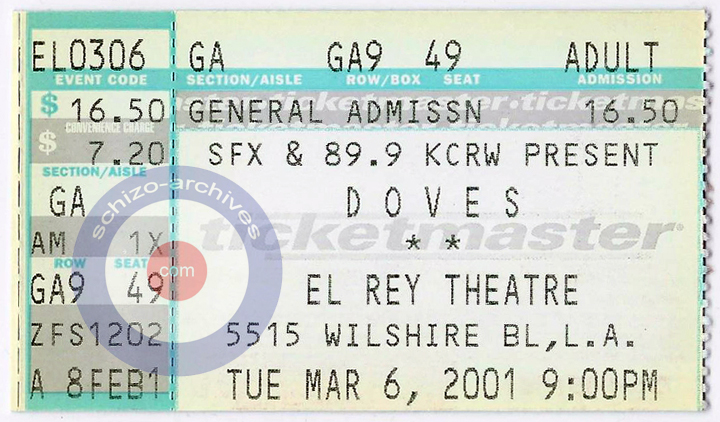 EL0306 GA GA9 49 ADULT
EVENT CODE SECTION/AISLE ROW/BOX SEAT ADMISSION
$ 16.50 GENERAL ADMISSN 16.50
$ CONVENIENCE CHARGE
7.20 SFX & 89.9 KCRW PRESENT
SECTION/AISLE
GA DOVES
ticketmaster
AM 1X **
ROW SEAT
GA9 49 EL REY THEATRE
ZFS1202 5515 WILSHIRE BL,L.A.
A 8FEB1 TUE MAR 6, 2001 9:00PM
schizo-archives
.com